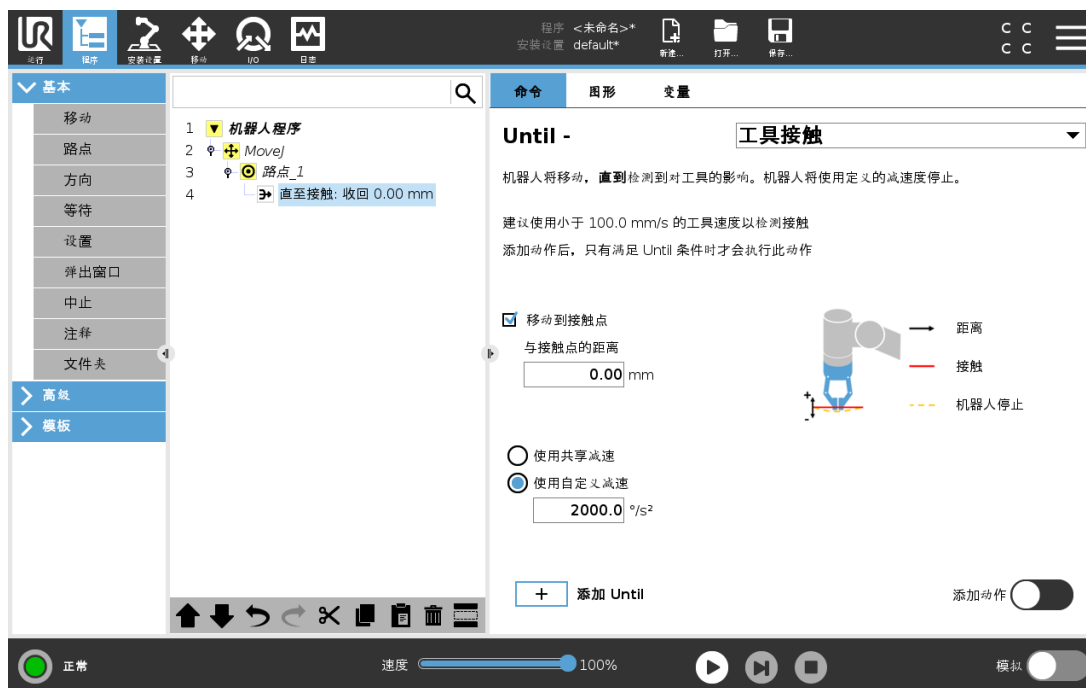 UR
运行
程序
安装设置
移动
I/O
日志
程序 <未命名>*
安装设置 default*
新建...
打开...
保存...
C C
C C
基本
移动
路点
方向
等待
设置
弹出窗口
中止
注释
文件夹
高级
模板
1 机器人程序
2 MoveJ
3 路点_1
4 直至接触: 收回 0.00 mm
命令 图形 变量
Until - 工具接触
机器人将移动，直到检测到对工具的影响。机器人将使用定义的减速度停止。
建议使用小于 100.0 mm/s 的工具速度以检测接触
添加动作后，只有满足 Until 条件时才会执行此动作
移动到接触点
与接触点的距离
0.00 mm
距离
接触
机器人停止
+
-
使用共享减速
使用自定义减速
2000.0 °/s²
+ 添加 Until
添加动作
正常
速度 100%
模拟